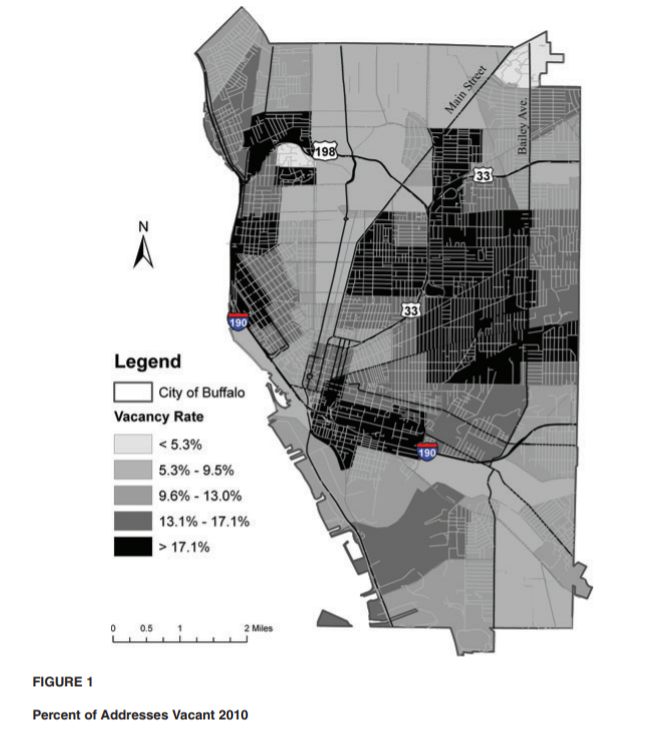 Main Street
Bailey Ave.
198
33
N
33
190
Legend
City of Buffalo
Vacancy Rate
< 5.3%
5.3% - 9.5%
9.6% - 13.0%
13.1% - 17.1%
> 17.1%
190
0 0.5 1 2 Miles
FIGURE 1
Percent of Addresses Vacant 2010